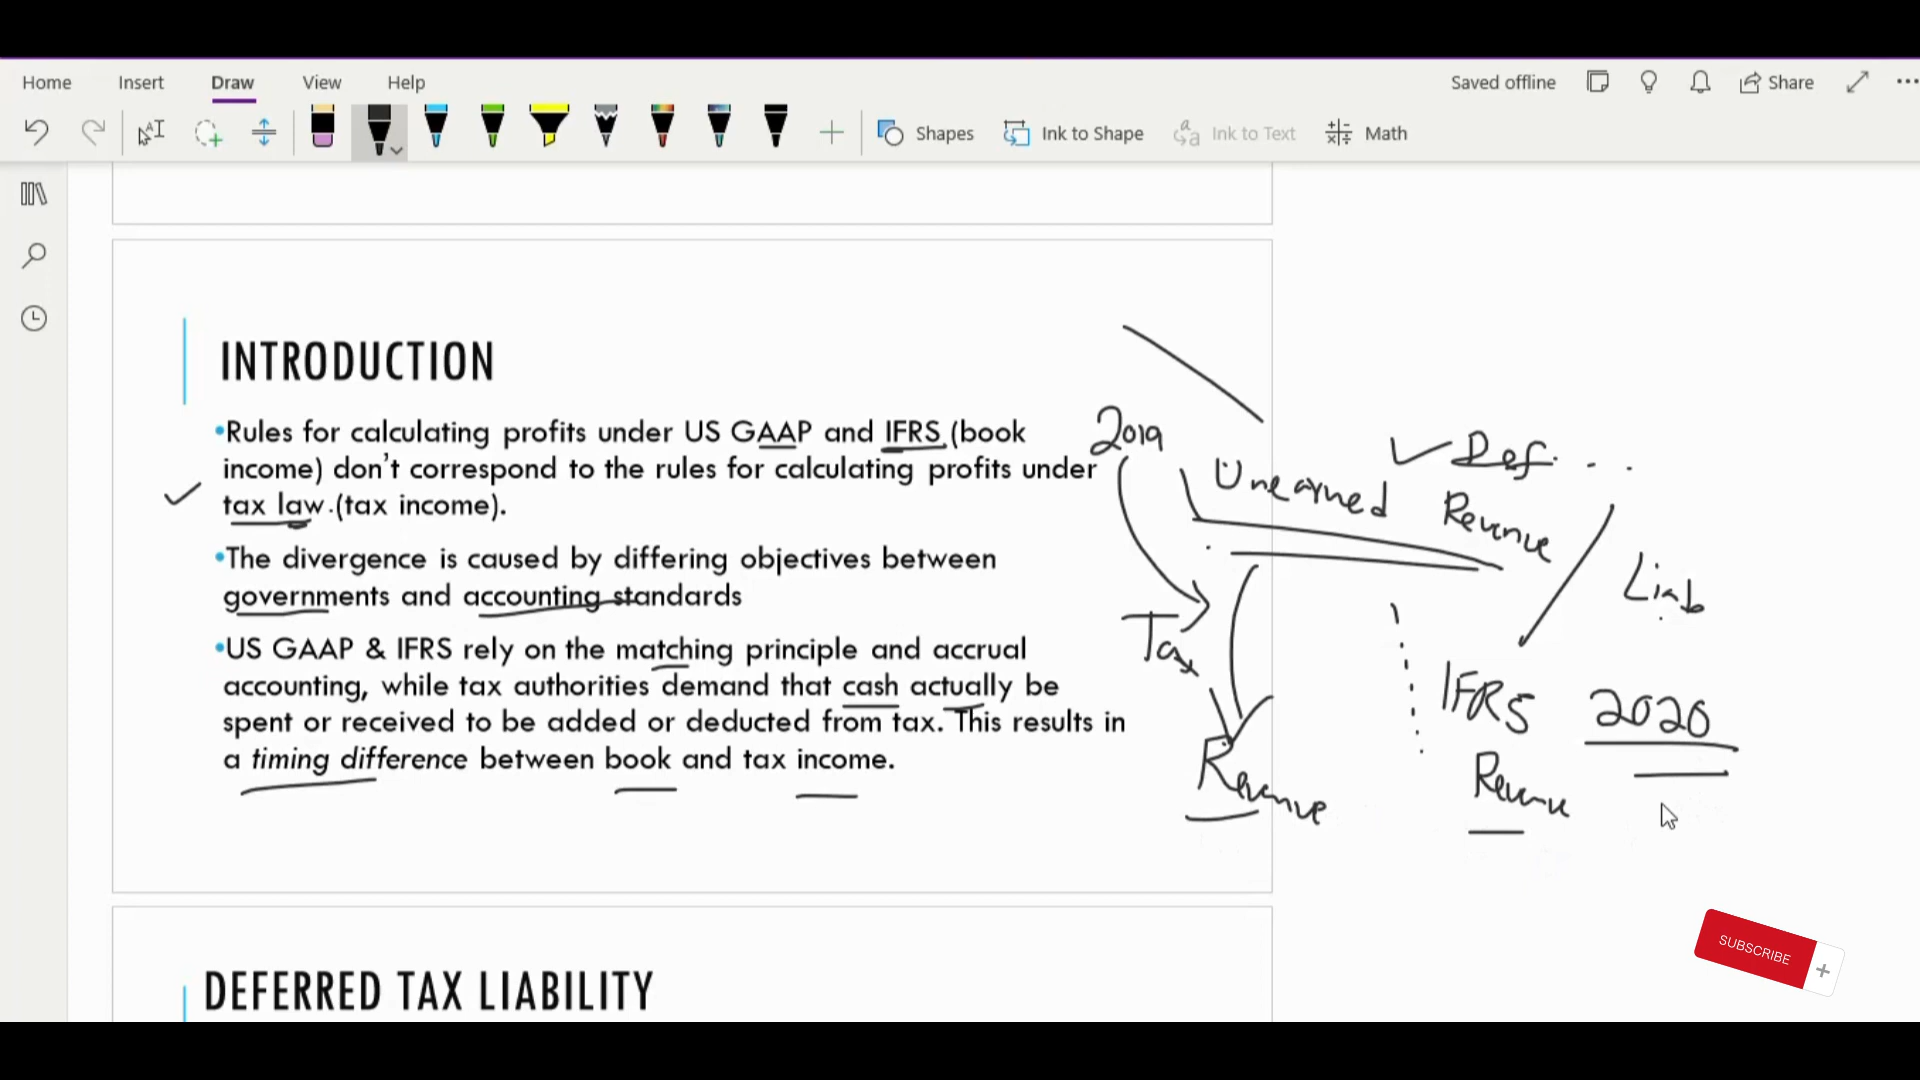 Home Insert Draw View Help Saved offline Share
Shapes Ink to Shape Ink to Text Math
INTRODUCTION
•Rules for calculating profits under US GAAP and IFRS (book
income) don't correspond to the rules for calculating profits under
tax law (tax income).
•The divergence is caused by differing objectives between
governments and accounting standards
•US GAAP & IFRS rely on the matching principle and accrual
accounting, while tax authorities demand that cash actually be
spent or received to be added or deducted from tax. This results in
a timing difference between book and tax income.
2019
Def...
Unearned Revenue
Liab
Tax
IFRS 2020
Revenue
Revenue
DEFERRED TAX LIABILITY
SUBSCRIBE